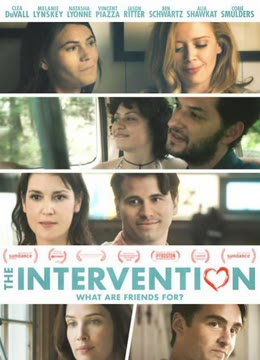 CLEA DUVALL MELANIE LYNSKEY NATASHA LYONNE VINCENT PIAZZA JASON RITTER BEN SCHWARTZ ALIA SHAWKAT COBIE SMULDERS
THE INTERVENTION
WHAT ARE FRIENDS FOR?